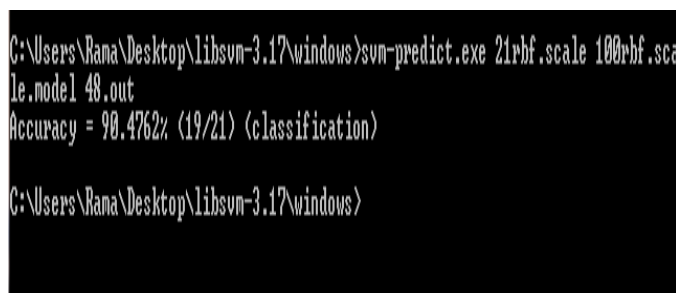 C:\Users\Rama\Desktop\libsvm-3.17\windows>svm-predict.exe 21rbf.scale 100rbf.sca
le.model 48.out
Accuracy = 90.4762% (19/21) (classification)
C:\Users\Rama\Desktop\libsvm-3.17\windows>